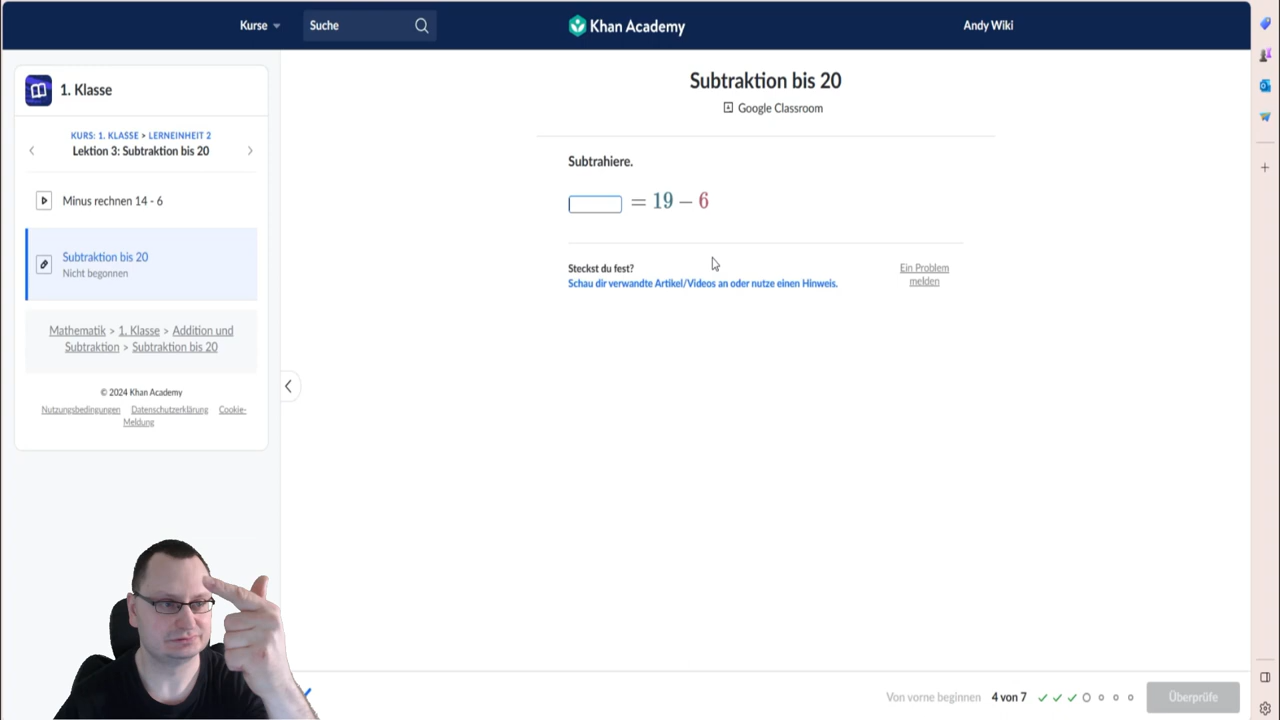 Kurse
Suche
Khan Academy
Andy Wiki
1. Klasse
KURS: 1. KLASSE > LERNEINHEIT 2
Lektion 3: Subtraktion bis 20
Minus rechnen 14 - 6
Subtraktion bis 20
Nicht begonnen
Mathematik > 1. Klasse > Addition und
Subtraktion > Subtraktion bis 20
© 2024 Khan Academy
Nutzungsbedingungen Datenschutzerklärung Cookie-
Meldung
Subtraktion bis 20
Google Classroom
Subtrahiere.
= 19 − 6
Steckst du fest?
Schau dir verwandte Artikel/Videos an oder nutze einen Hinweis.
Ein Problem
melden
Von vorne beginnen 4 von 7
Überprüfe